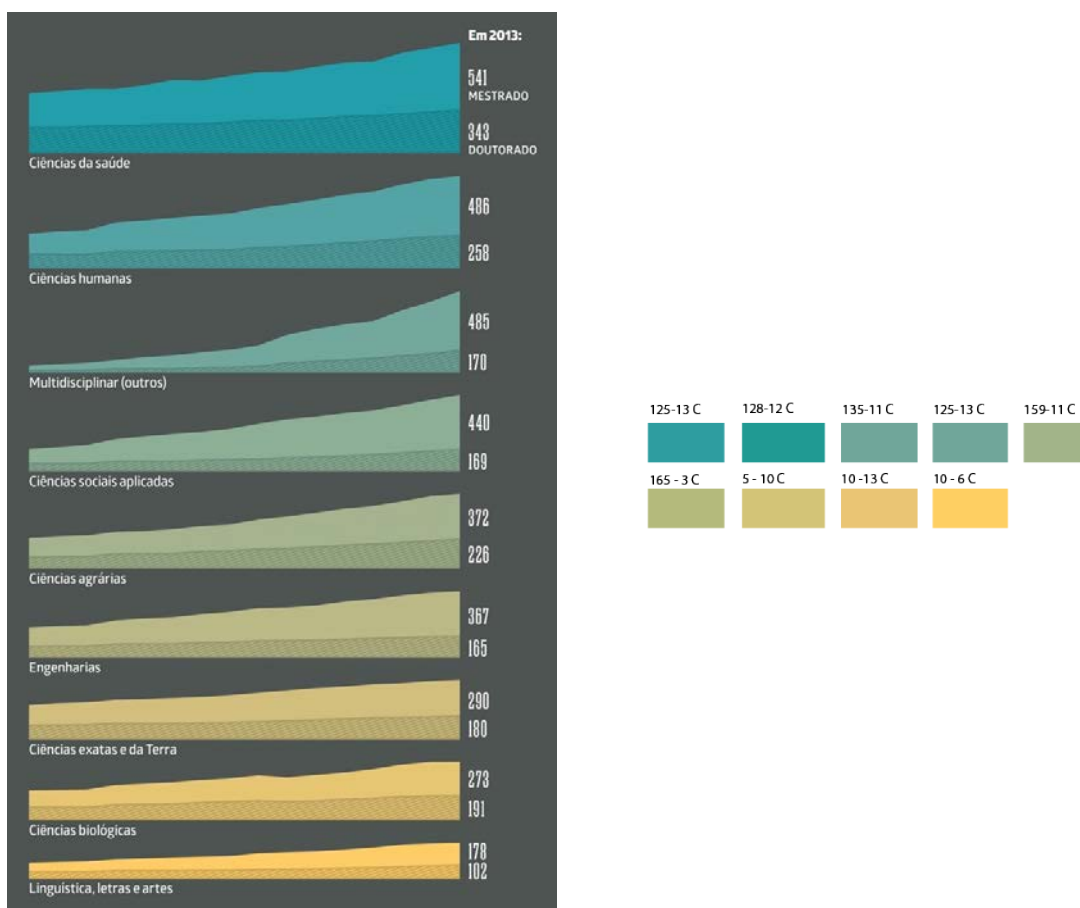 Em 2013:
541
MESTRADO
343
DOUTORADO
Ciências da saúde
486
258
Ciências humanas
485
170
Multidisciplinar (outros)
440
169
Ciências sociais aplicadas
372
226
Ciências agrárias
367
165
Engenharias
290
180
Ciências exatas e da Terra
273
191
Ciências biológicas
178
102
Linguística, letras e artes
125-13 C 128-12 C 135-11 C 125-13 C 159-11 C
165 - 3 C 5 - 10 C 10 -13 C 10 - 6 C